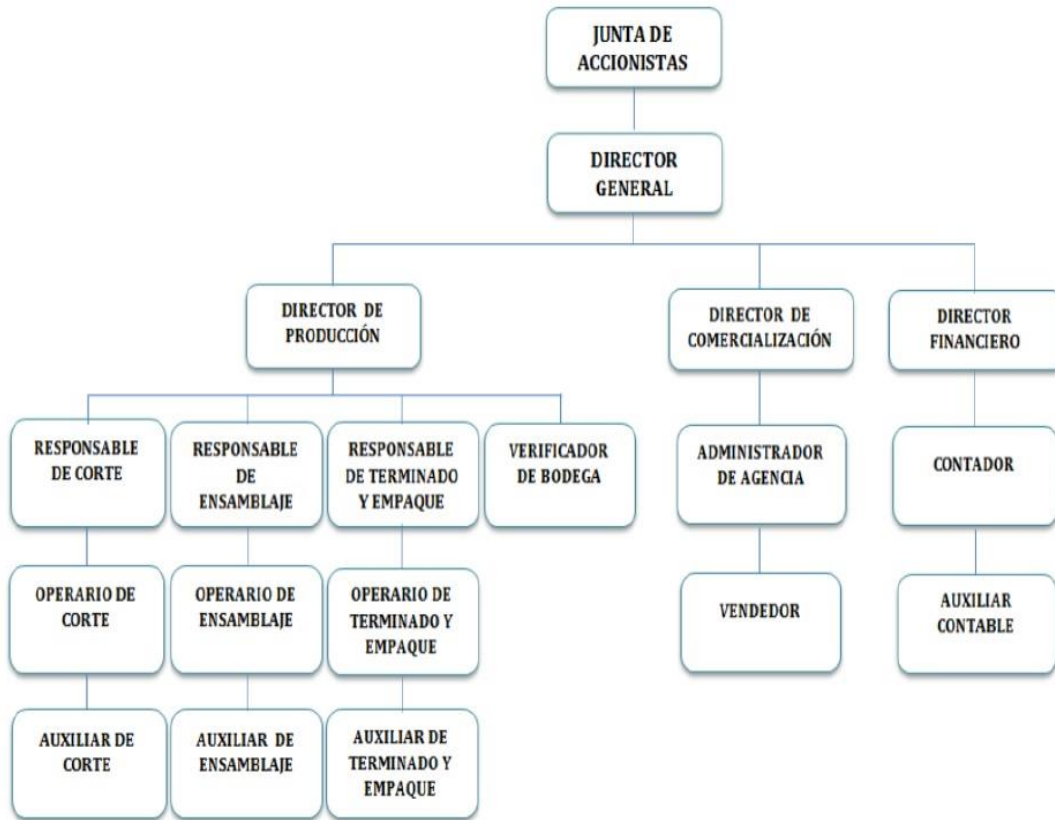 JUNTA DE
ACCIONISTAS
DIRECTOR
GENERAL
DIRECTOR DE
PRODUCCIÓN
DIRECTOR DE
COMERCIALIZACIÓN
DIRECTOR
FINANCIERO
RESPONSABLE
DE CORTE
RESPONSABLE
DE
ENSAMBLAJE
RESPONSABLE
DE TERMINADO
Y EMPAQUE
VERIFICADOR
DE BODEGA
ADMINISTRADOR
DE AGENCIA
CONTADOR
OPERARIO DE
CORTE
OPERARIO DE
ENSAMBLAJE
OPERARIO DE
TERMINADO Y
EMPAQUE
VENDEDOR
AUXILIAR
CONTABLE
AUXILIAR DE
CORTE
AUXILIAR DE
ENSAMBLAJE
AUXILIAR DE
TERMINADO Y
EMPAQUE